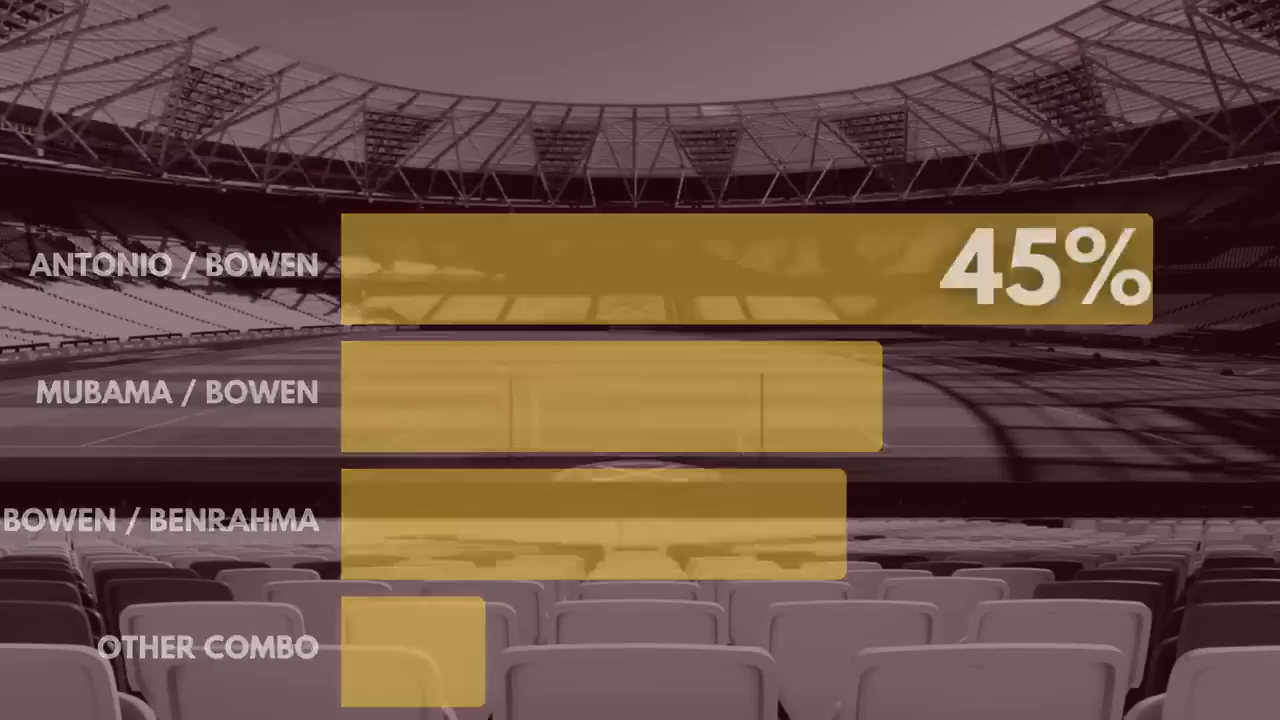 ANTONIO / BOWEN
45%
MUBAMA / BOWEN
BOWEN / BENRAHMA
OTHER COMBO